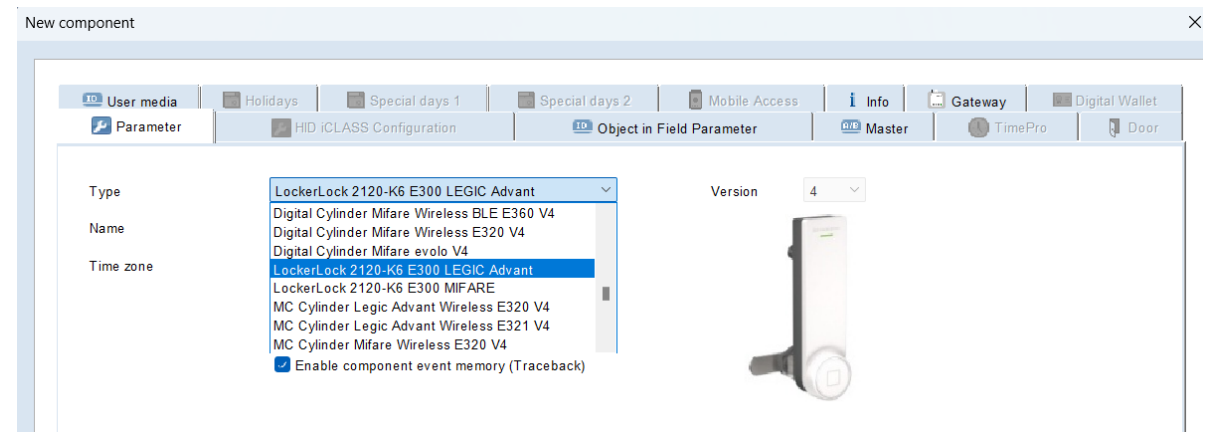 New component
User media Holidays Special days 1 Special days 2 Mobile Access Info Gateway Digital Wallet
Parameter HID iCLASS Configuration Object in Field Parameter Master TimePro Door
Type LockerLock 2120-K6 E300 LEGIC Advant Version 4
Digital Cylinder Mifare Wireless BLE E360 V4
Name Digital Cylinder Mifare Wireless E320 V4
Digital Cylinder Mifare evolo V4
Time zone LockerLock 2120-K6 E300 LEGIC Advant
LockerLock 2120-K6 E300 MIFARE
MC Cylinder Legic Advant Wireless E320 V4
MC Cylinder Legic Advant Wireless E321 V4
MC Cylinder Mifare Wireless E320 V4
Enable component event memory (Traceback)